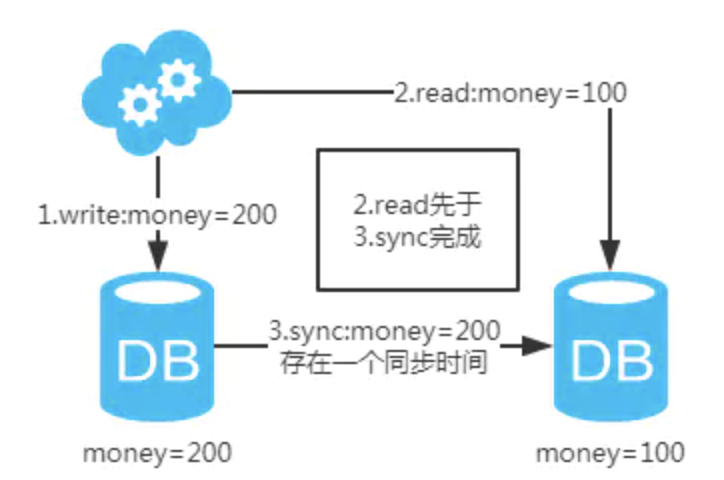 2.read:money=100
1.write:money=200
2.read先于
3.sync完成
3.sync:money=200
存在一个同步时间
DB
DB
money=200
money=100